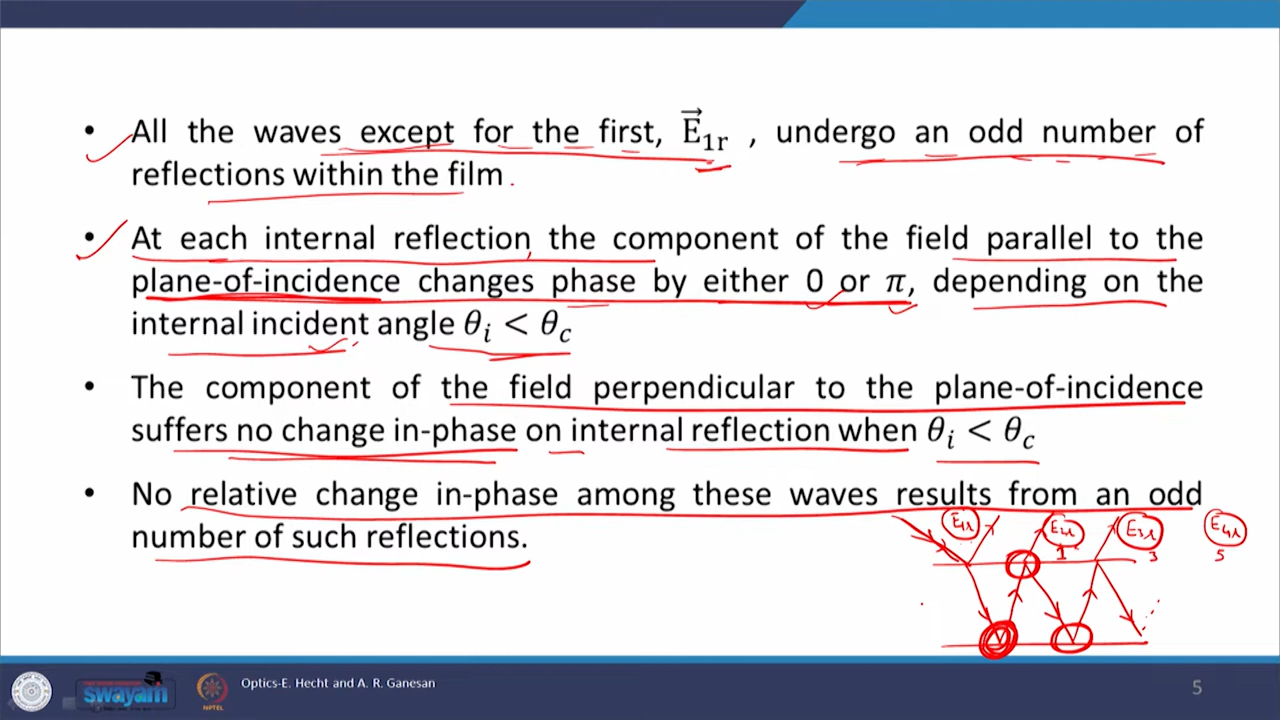 • All the waves except for the first, E⃗₁ᵣ , undergo an odd number of
reflections within the film
• At each internal reflection, the component of the field parallel to the
plane-of-incidence changes phase by either 0 or π, depending on the
internal incident angle θᵢ < θ_c
• The component of the field perpendicular to the plane-of-incidence
suffers no change in-phase on internal reflection when θᵢ < θ_c
• No relative change in-phase among these waves results from an odd
number of such reflections.
E₁ᵣ E₂ᵣ E₃ᵣ E₄ᵣ
1 3 5
swayam
NPTEL
Optics-E. Hecht and A. R. Ganesan
5